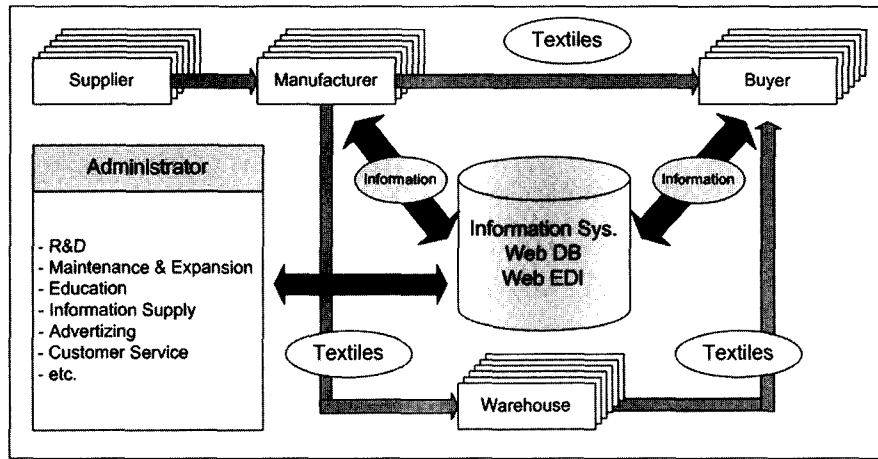 Textiles
Supplier
Manufacturer
Buyer
Administrator
- R&D
- Maintenance & Expansion
- Education
- Information Supply
- Advertizing
- Customer Service
- etc.
Information
Information
Information Sys.
Web DB
Web EDI
Textiles
Textiles
Warehouse